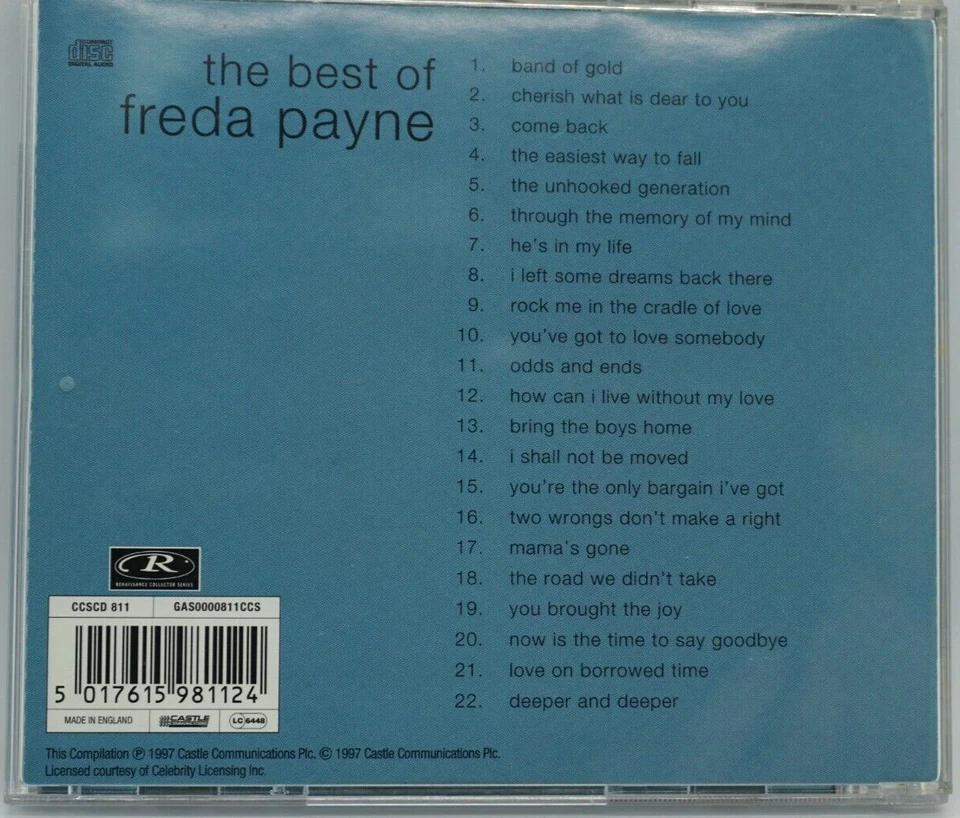 COMPACT
disc
DIGITAL AUDIO
the best of
freda payne
1. band of gold
2. cherish what is dear to you
3. come back
4. the easiest way to fall
5. the unhooked generation
6. through the memory of my mind
7. he's in my life
8. i left some dreams back there
9. rock me in the cradle of love
10. you've got to love somebody
11. odds and ends
12. how can i live without my love
13. bring the boys home
14. i shall not be moved
15. you're the only bargain i've got
16. two wrongs don't make a right
17. mama's gone
18. the road we didn't take
19. you brought the joy
20. now is the time to say goodbye
21. love on borrowed time
22. deeper and deeper
R
RENAISSANCE COLLECTOR SERIES
CCSCD 811 GAS0000811CCS
5 017615 981124
MADE IN ENGLAND CASTLE LC 6448
This Compilation ℗ 1997 Castle Communications Plc. © 1997 Castle Communications Plc.
Licensed courtesy of Celebrity Licensing Inc.